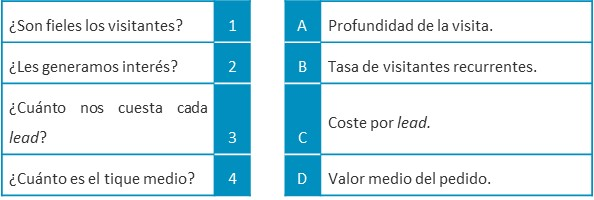 ¿Son fieles los visitantes? 1 A Profundidad de la visita.
¿Les generamos interés? 2 B Tasa de visitantes recurrentes.
¿Cuánto nos cuesta cada
lead? 3 C Coste por lead.
¿Cuánto es el tique medio? 4 D Valor medio del pedido.